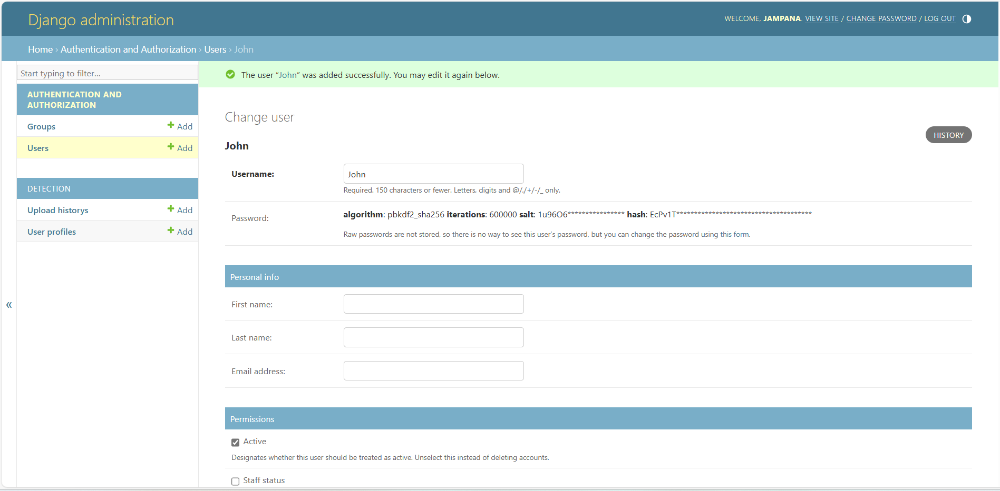 Django administration
WELCOME, JAMPANA. VIEW SITE / CHANGE PASSWORD / LOG OUT
Home › Authentication and Authorization › Users › John
Start typing to filter...
AUTHENTICATION AND
AUTHORIZATION
Groups + Add
Users + Add
DETECTION
Upload historys + Add
User profiles + Add
«
The user “John” was added successfully. You may edit it again below.
Change user
HISTORY
John
Username: John
Required. 150 characters or fewer. Letters, digits and @/./+/-/_ only.
Password: algorithm: pbkdf2_sha256 iterations: 600000 salt: 1u96O6**************** hash: EcPv1T**************************************
Raw passwords are not stored, so there is no way to see this user’s password, but you can change the password using this form.
Personal info
First name:
Last name:
Email address:
Permissions
Active
Designates whether this user should be treated as active. Unselect this instead of deleting accounts.
Staff status